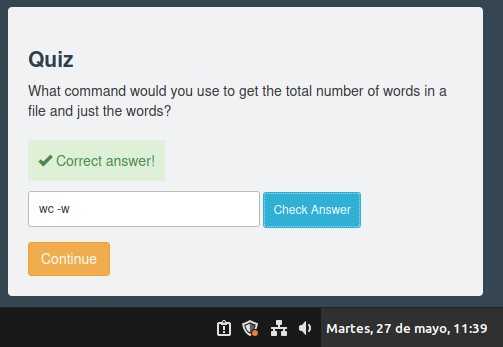 Quiz
What command would you use to get the total number of words in a
file and just the words?
Correct answer!
wc -w
Check Answer
Continue
Martes, 27 de mayo, 11:39